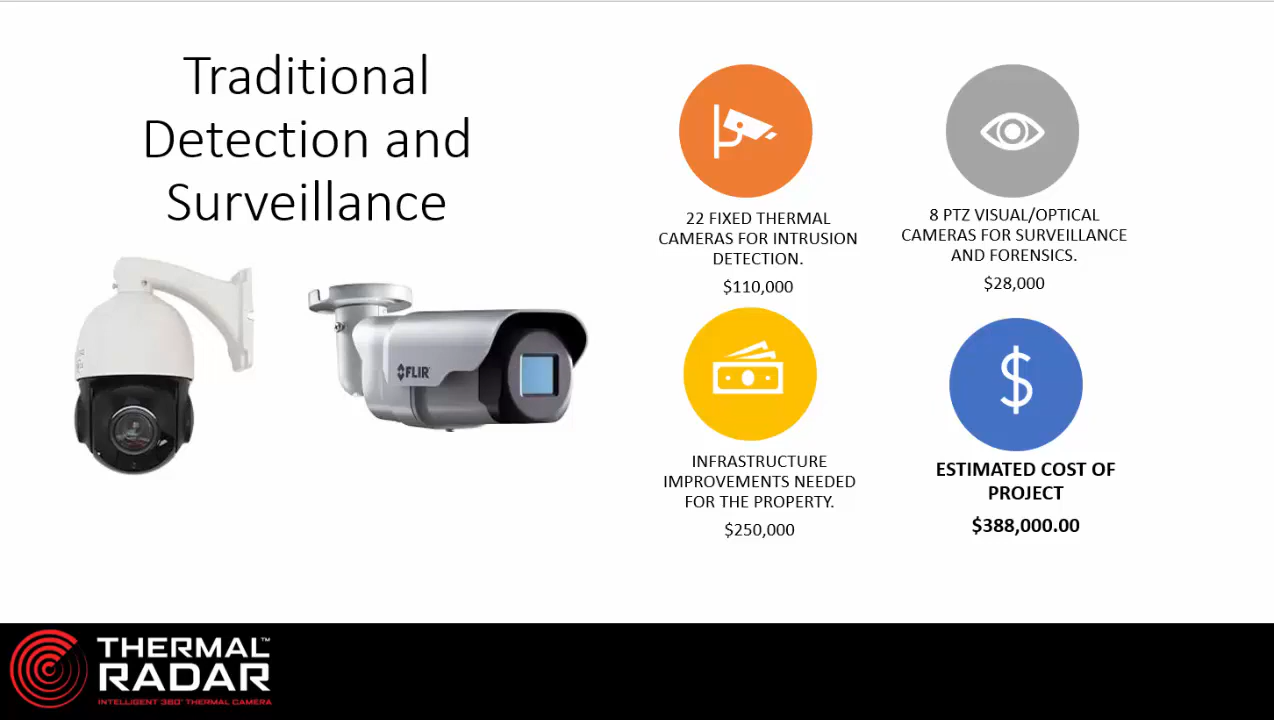 Traditional
Detection and
Surveillance
FLIR
22 FIXED THERMAL
CAMERAS FOR INTRUSION
DETECTION.
$110,000
8 PTZ VISUAL/OPTICAL
CAMERAS FOR SURVEILLANCE
AND FORENSICS.
$28,000
INFRASTRUCTURE
IMPROVEMENTS NEEDED
FOR THE PROPERTY.
$250,000
ESTIMATED COST OF
PROJECT
$388,000.00
THERMAL™
RADAR
INTELLIGENT 360° THERMAL CAMERA